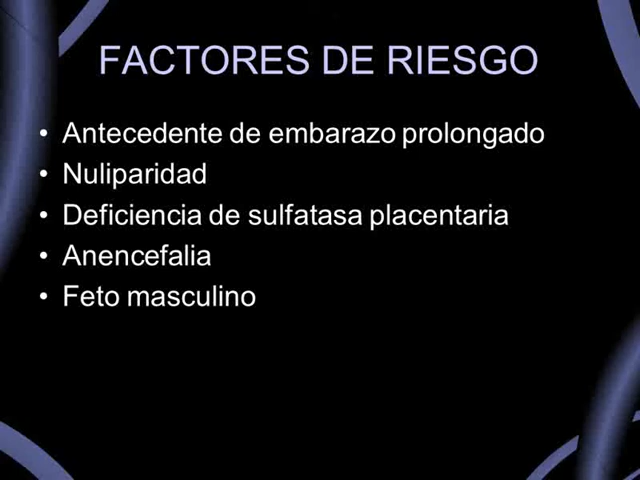 FACTORES DE RIESGO
• Antecedente de embarazo prolongado
• Nuliparidad
• Deficiencia de sulfatasa placentaria
• Anencefalia
• Feto masculino